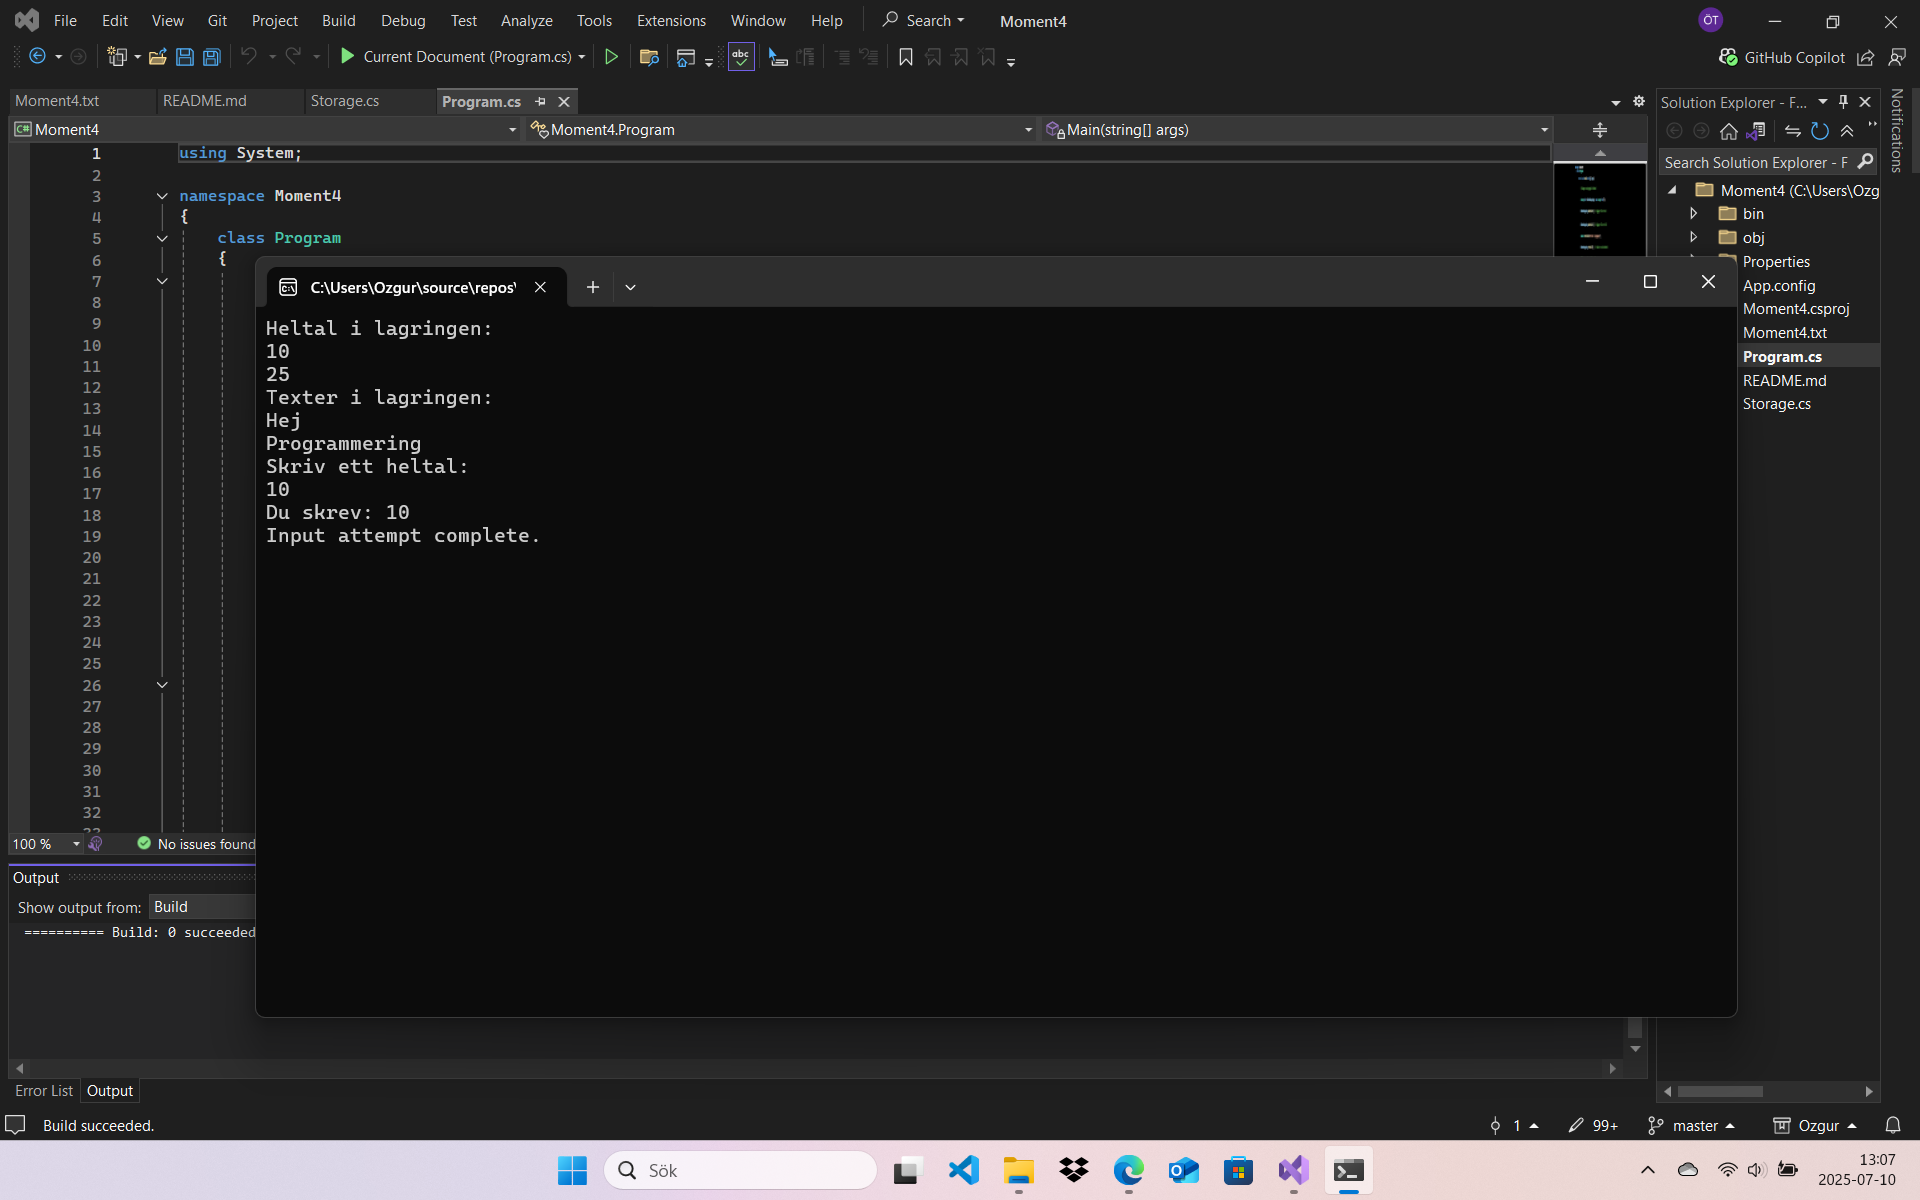 File Edit View Git Project Build Debug Test Analyze Tools Extensions Window Help Search Moment4 ÖT
Current Document (Program.cs) abc GitHub Copilot
Moment4.txt README.md Storage.cs Program.cs
Solution Explorer - F...
Notifications
C# Moment4 Moment4.Program Main(string[] args)
Search Solution Explorer - F
1 using System;
2
3 namespace Moment4
4 {
5 class Program
6 {
7
8
9
10
11
12
13
14
15
16
17
18
19
20
21
22
23
24
25
26
27
28
29
30
31
32
33
Moment4 (C:\Users\Ozg
bin
obj
Properties
App.config
Moment4.csproj
Moment4.txt
Program.cs
README.md
Storage.cs
C:\Users\Ozgur\source\repos\
Heltal i lagringen:
10
25
Texter i lagringen:
Hej
Programmering
Skriv ett heltal:
10
Du skrev: 10
Input attempt complete.
100 % No issues found
Output
Show output from: Build
========== Build: 0 succeeded
Error List Output
Build succeeded. 1 99+ master Ozgur
Sök
13:07
2025-07-10